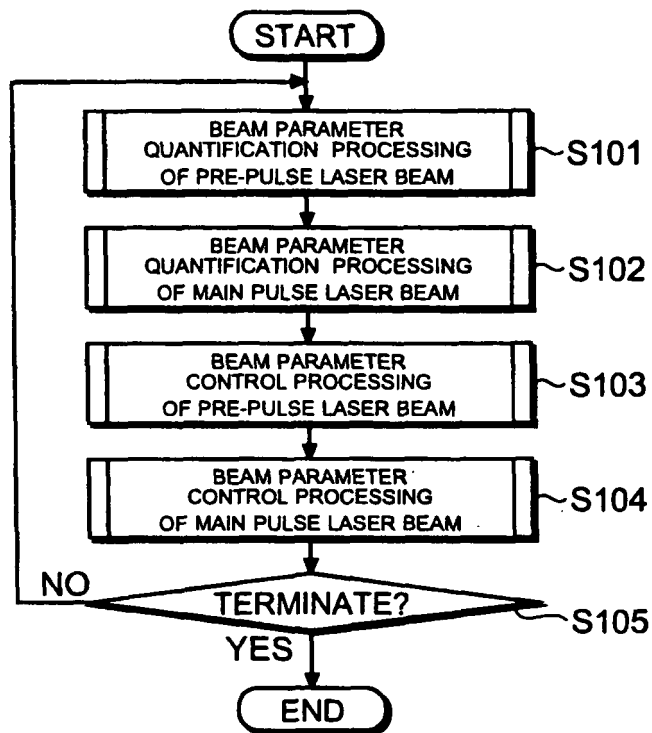 START
BEAM PARAMETER
QUANTIFICATION PROCESSING
OF PRE-PULSE LASER BEAM
S101
BEAM PARAMETER
QUANTIFICATION PROCESSING
OF MAIN PULSE LASER BEAM
S102
BEAM PARAMETER
CONTROL PROCESSING
OF PRE-PULSE LASER BEAM
S103
BEAM PARAMETER
CONTROL PROCESSING
OF MAIN PULSE LASER BEAM
S104
NO
TERMINATE?
S105
YES
END